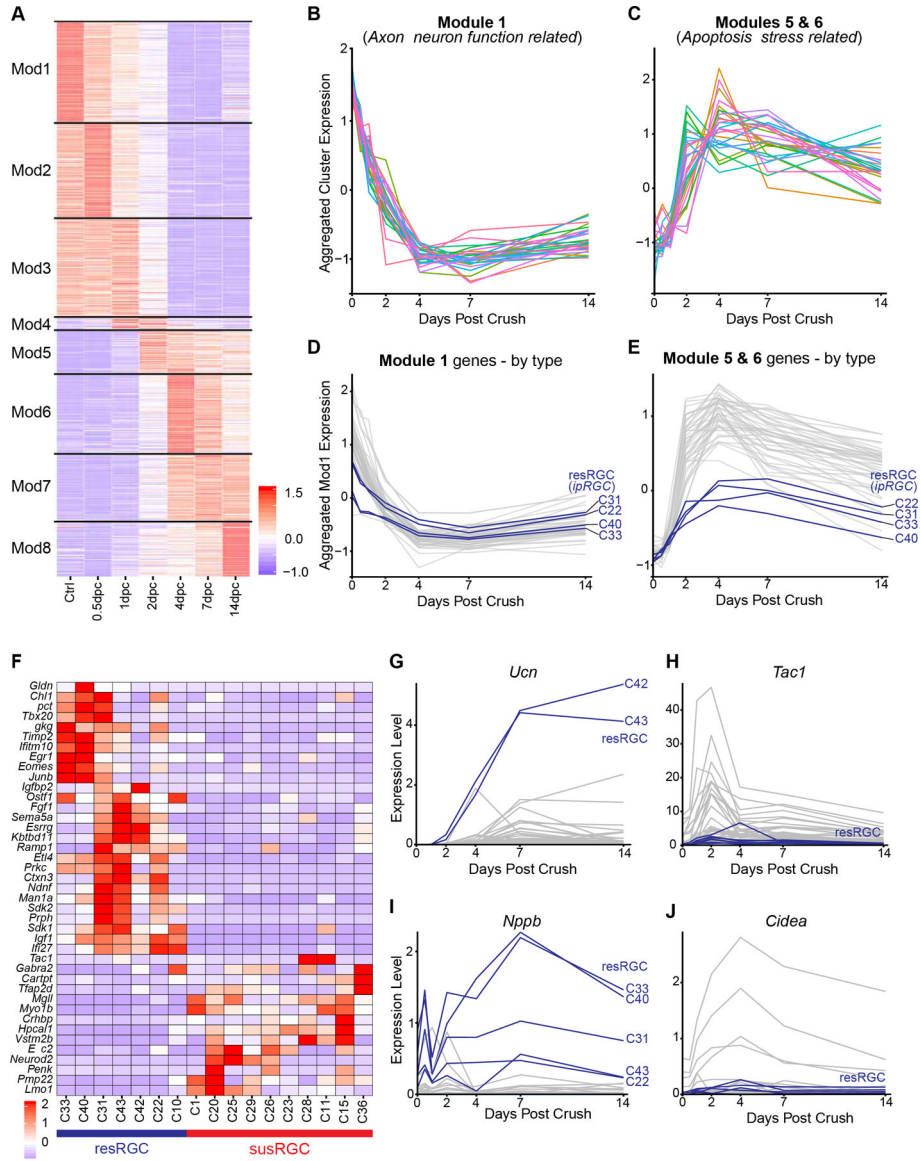 A
Mod1
Mod2
Mod3
Mod4
Mod5
Mod6
Mod7
Mod8
Ctrl
0.5dpc
1dpc
2dpc
4dpc
7dpc
14dpc
1.5
0.0
−1.0
B
Module 1
(Axon neuron function related)
Aggregated Cluster Expression
2
1
0
−1
0
2
4
7
14
Days Post Crush
C
Modules 5 & 6
(Apoptosis stress related)
2
1
0
−1
0
2
4
7
14
Days Post Crush
D
Module 1 genes - by type
Aggregated Mod1 Expression
2
1
0
−1
0
2
4
7
14
Days Post Crush
resRGC
(ipRGC)
C31
C22
C40
C33
E
Module 5 & 6 genes - by type
1
0
−1
0
2
4
7
14
Days Post Crush
resRGC
(ipRGC)
C22
C31
C33
C40
F
Gldn
Chl1
pct
Tbx20
gkg
Timp2
Ifitm10
Egr1
Eomes
Junb
Igfbp2
Ostf1
Fgf1
Sema5a
Esrrg
Kbtbd11
Ramp1
Etl4
Prkc
Ctxn3
Ndnf
Man1a
Sdk2
Prph
Sdk1
Igf1
Ifi27
Tac1
Gabra2
Cartpt
Tfap2d
Mgll
Myo1b
Crhbp
Hpcal1
Vstm2b
E c2
Neurod2
Penk
Pmp22
Lmo1
2
1
0
C33
C40
C31
C43
C42
C22
C10
C1
C20
C25
C29
C26
C23
C28
C11
C15
C36
resRGC
susRGC
G
Ucn
Expression Level
4
2
0
0
2
4
7
14
Days Post Crush
C42
C43
resRGC
H
Tac1
40
30
20
10
0
0
2
4
7
14
Days Post Crush
resRGC
I
Nppb
Expression Level
2
1
0
0
2
4
7
14
Days Post Crush
resRGC
C33
C40
C31
C43
C22
J
Cidea
3
2
1
0
0
2
4
7
14
Days Post Crush
resRGC